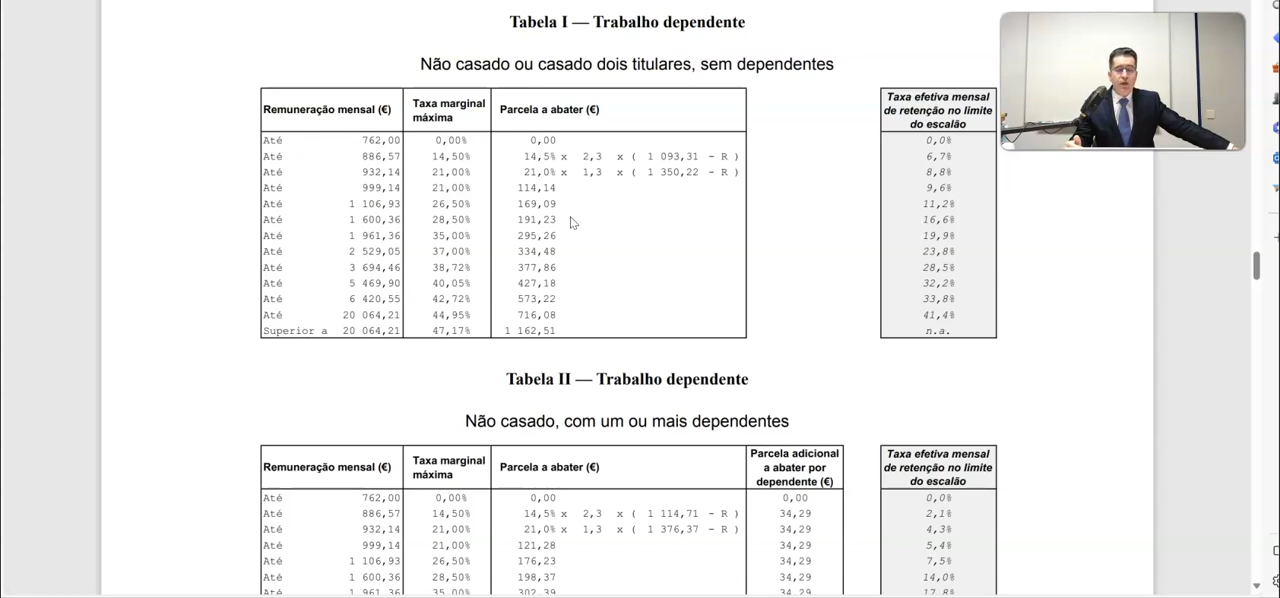 Tabela I — Trabalho dependente
Não casado ou casado dois titulares, sem dependentes
Remuneração mensal (€) Taxa marginal máxima Parcela a abater (€) Taxa efetiva mensal de retenção no limite do escalão
Até 762,00 0,00% 0,00 0,0%
Até 886,57 14,50% 14,5% x 2,3 x ( 1 093,31 - R ) 6,7%
Até 932,14 21,00% 21,0% x 1,3 x ( 1 350,22 - R ) 8,8%
Até 999,14 21,00% 114,14 9,6%
Até 1 106,93 26,50% 169,09 11,2%
Até 1 600,36 28,50% 191,23 16,6%
Até 1 961,36 35,00% 295,26 19,9%
Até 2 529,05 37,00% 334,48 23,8%
Até 3 694,46 38,72% 377,86 28,5%
Até 5 469,90 40,05% 427,18 32,2%
Até 6 420,55 42,72% 573,22 33,8%
Até 20 064,21 44,95% 716,08 41,4%
Superior a 20 064,21 47,17% 1 162,51 n.a.
Tabela II — Trabalho dependente
Não casado, com um ou mais dependentes
Remuneração mensal (€) Taxa marginal máxima Parcela a abater (€) Parcela adicional a abater por dependente (€) Taxa efetiva mensal de retenção no limite do escalão
Até 762,00 0,00% 0,00 0,00 0,0%
Até 886,57 14,50% 14,5% x 2,3 x ( 1 114,71 - R ) 34,29 2,1%
Até 932,14 21,00% 21,0% x 1,3 x ( 1 376,37 - R ) 34,29 4,3%
Até 999,14 21,00% 121,28 34,29 5,4%
Até 1 106,93 26,50% 176,23 34,29 7,5%
Até 1 600,36 28,50% 198,37 34,29 14,0%
Até 1 961,36 35,00% 302,39 34,29 17,8%